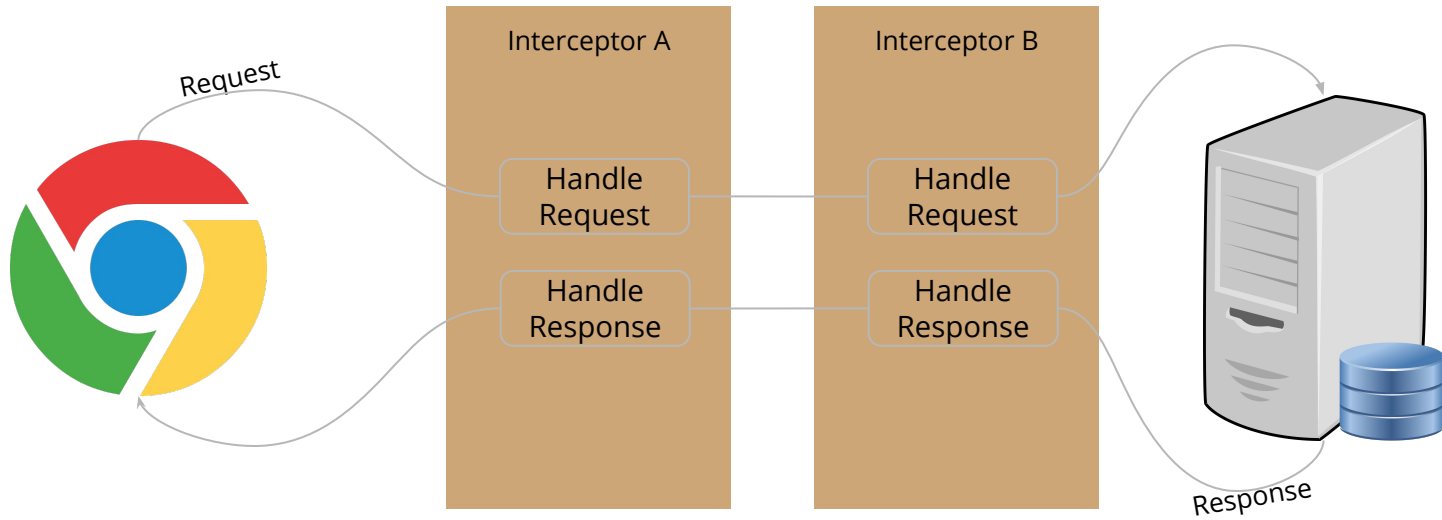 Interceptor A
Interceptor B
Request
Handle
Request
Handle
Request
Handle
Response
Handle
Response
Response